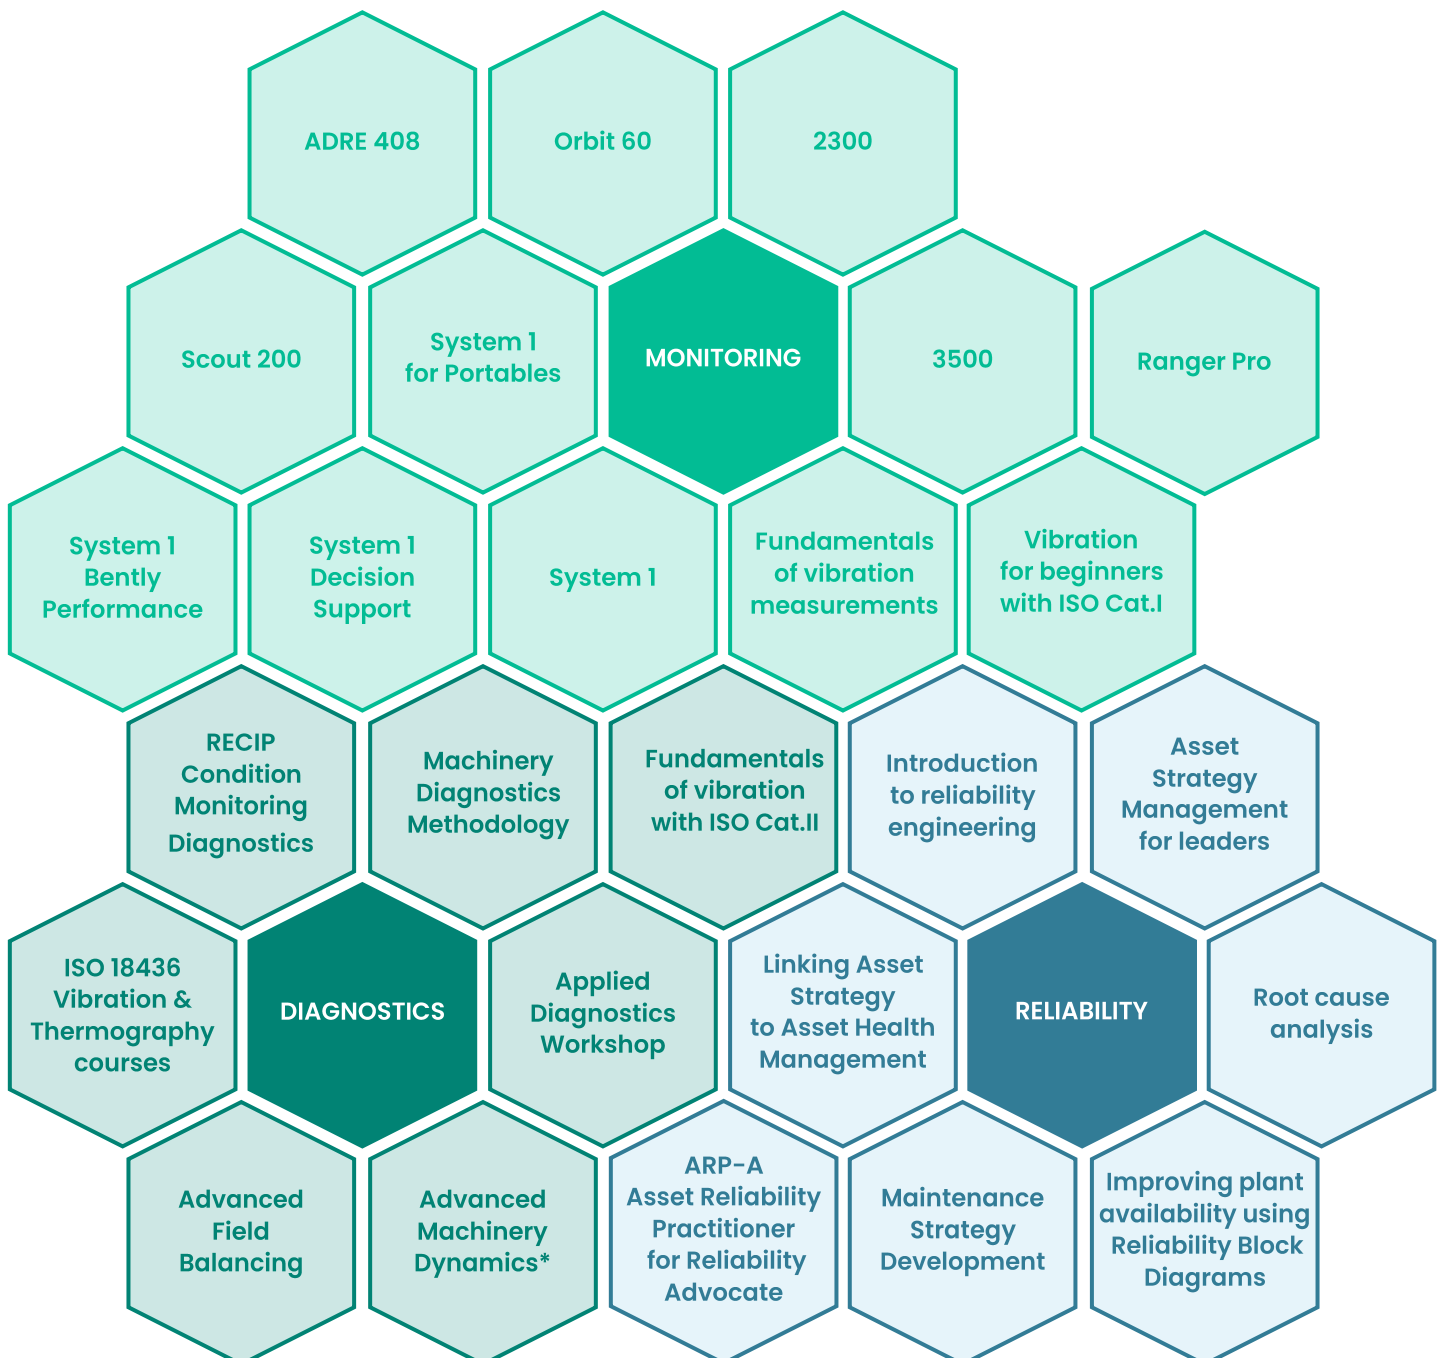 ADRE 408
Orbit 60
2300
Scout 200
System 1
for Portables
MONITORING
3500
Ranger Pro
System 1
Bently
Performance
System 1
Decision
Support
System 1
Fundamentals
of vibration
measurements
Vibration
for beginners
with ISO Cat.I
RECIP
Condition
Monitoring
Diagnostics
Machinery
Diagnostics
Methodology
Fundamentals
of vibration
with ISO Cat.II
Introduction
to reliability
engineering
Asset
Strategy
Management
for leaders
ISO 18436
Vibration &
Thermography
courses
DIAGNOSTICS
Applied
Diagnostics
Workshop
Linking Asset
Strategy
to Asset Health
Management
RELIABILITY
Root cause
analysis
Advanced
Field
Balancing
Advanced
Machinery
Dynamics*
ARP-A
Asset Reliability
Practitioner
for Reliability
Advocate
Maintenance
Strategy
Development
Improving plant
availability using
Reliability Block
Diagrams